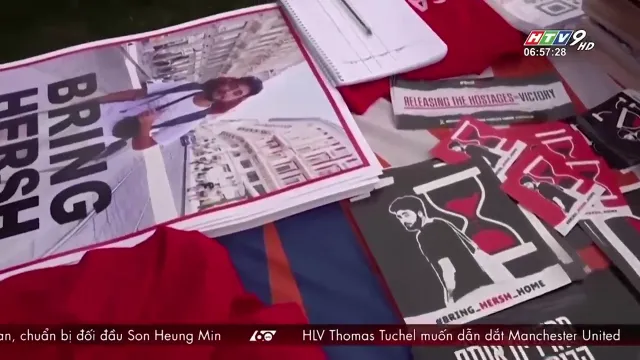 HTV9 HD
06:57:28
BRING
HERSH
RELEASING THE HOSTAGES=VICTORY
#BRING_HERSH_HOME
an, chuẩn bị đối đầu Son Heung Min
HLV Thomas Tuchel muốn dẫn dắt Manchester United